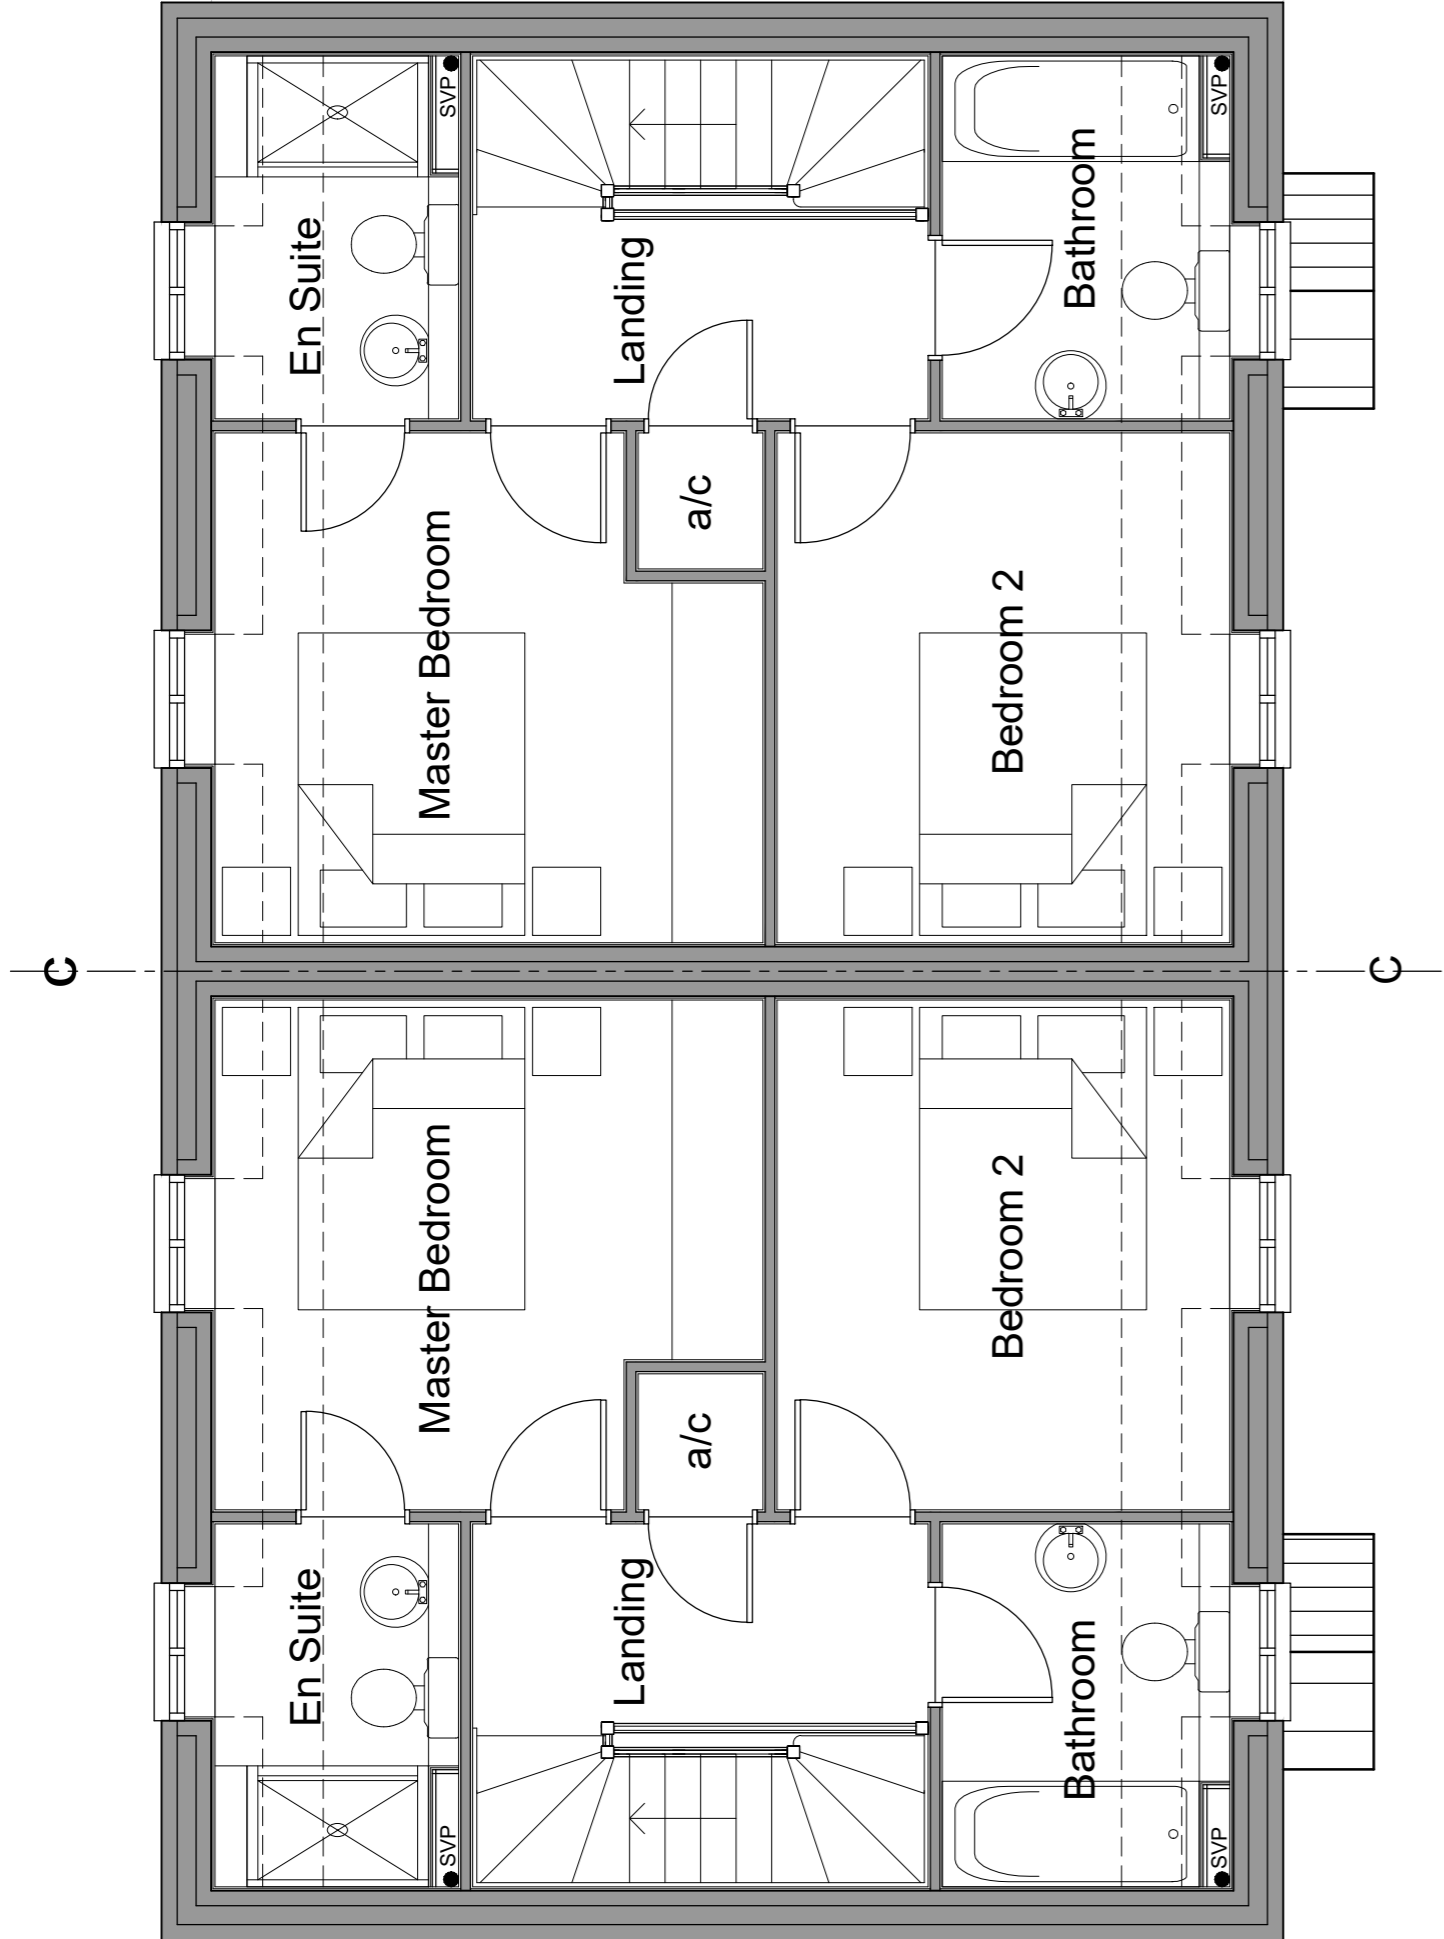 SVP
SVP
En Suite
Landing
Bathroom
a/c
Master Bedroom
Bedroom 2
C
C
Master Bedroom
Bedroom 2
a/c
En Suite
Landing
Bathroom
SVP
SVP